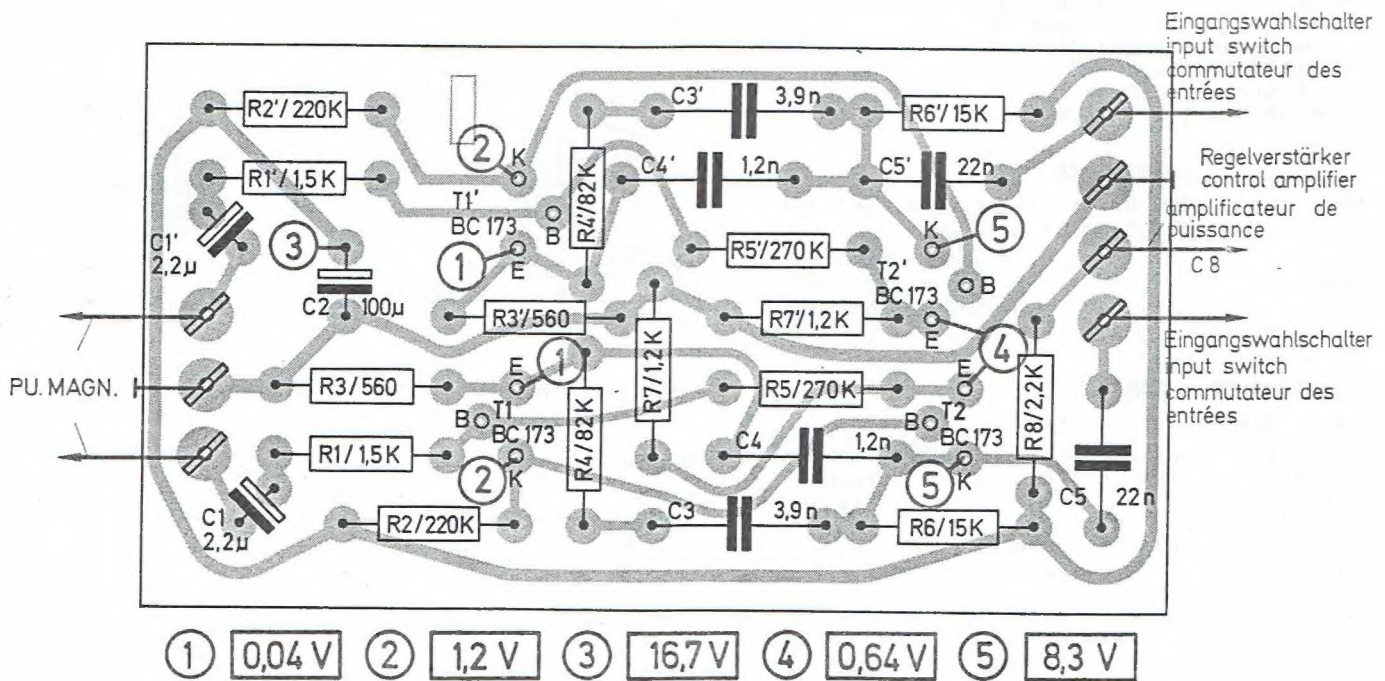 Eingangswahlschalter
input switch
commutateur des
entrées
R2'/220K
C3'
3,9n
R6'/15K
2
K
R1'/1,5K
C4'
1,2n
C5'
22n
Regelverstärker
control amplifier
amplificateur de
puissance
T1'
BC 173
B
R4'/82K
C1'
2,2µ
3
1
E
R5'/270K
K
5
C 8
T2'
BC 173
B
C2
100µ
R3'/560
R7'/1,2K
E
4
Eingangswahlschalter
input switch
commutateur des
entrées
PU. MAGN.
R3/560
E
1
R7/1,2K
R5/270K
E
R8/2,2K
B
T1
BC 173
R4/82K
B
T2
BC 173
R1/1,5K
2
K
C4
1,2n
5
K
C5
22n
C1
2,2µ
R2/220K
C3
3,9n
R6/15K
1 0,04 V 2 1,2 V 3 16,7 V 4 0,64 V 5 8,3 V